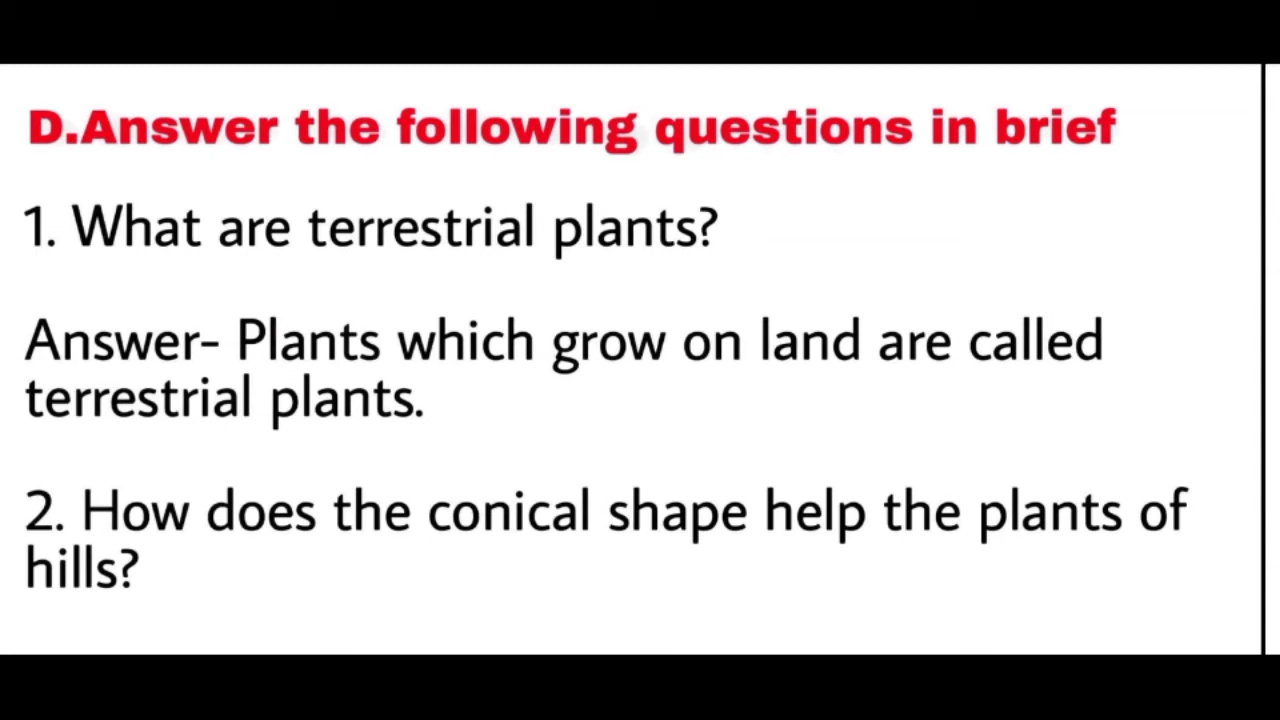 D.Answer the following questions in brief
1. What are terrestrial plants?
Answer- Plants which grow on land are called
terrestrial plants.
2. How does the conical shape help the plants of
hills?